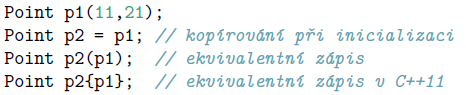 Point p1(11,21);
Point p2 = p1; // kopírování při inicializaci
Point p2(p1);  // ekvivalentní zápis
Point p2{p1};  // ekvivalentní zápis v C++11